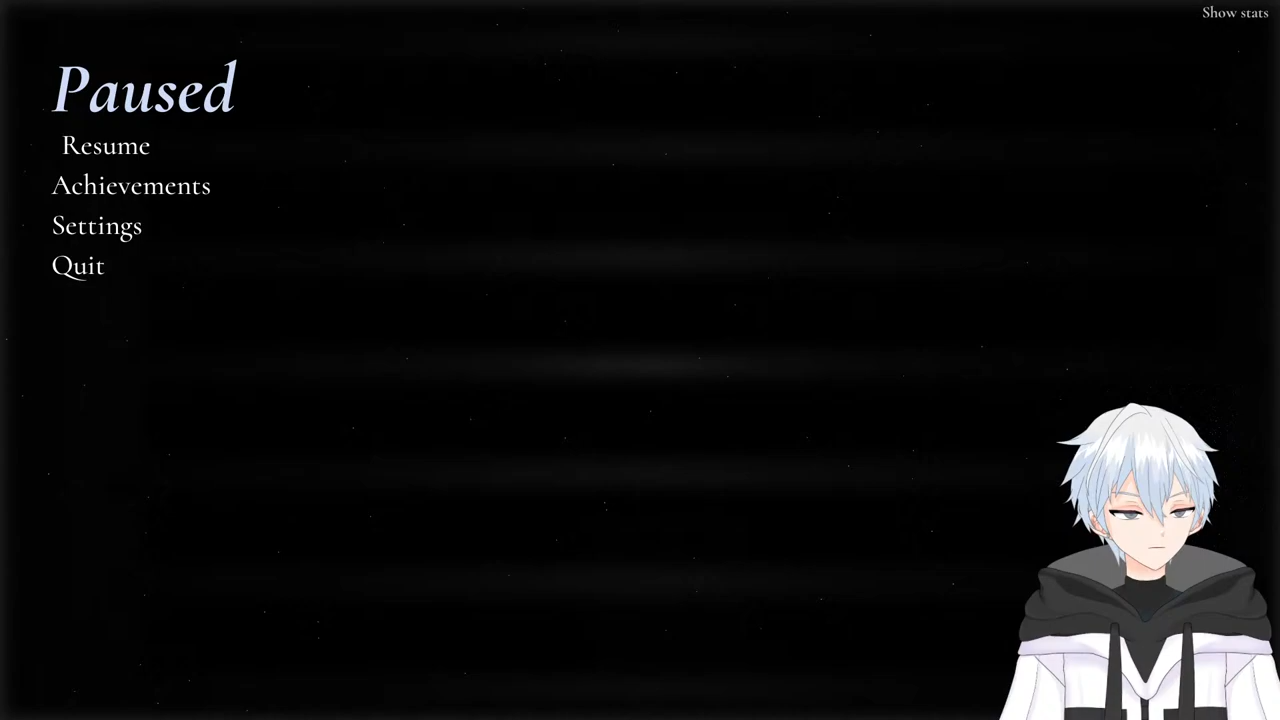 Show stats
Paused
Resume
Achievements
Settings
Quit